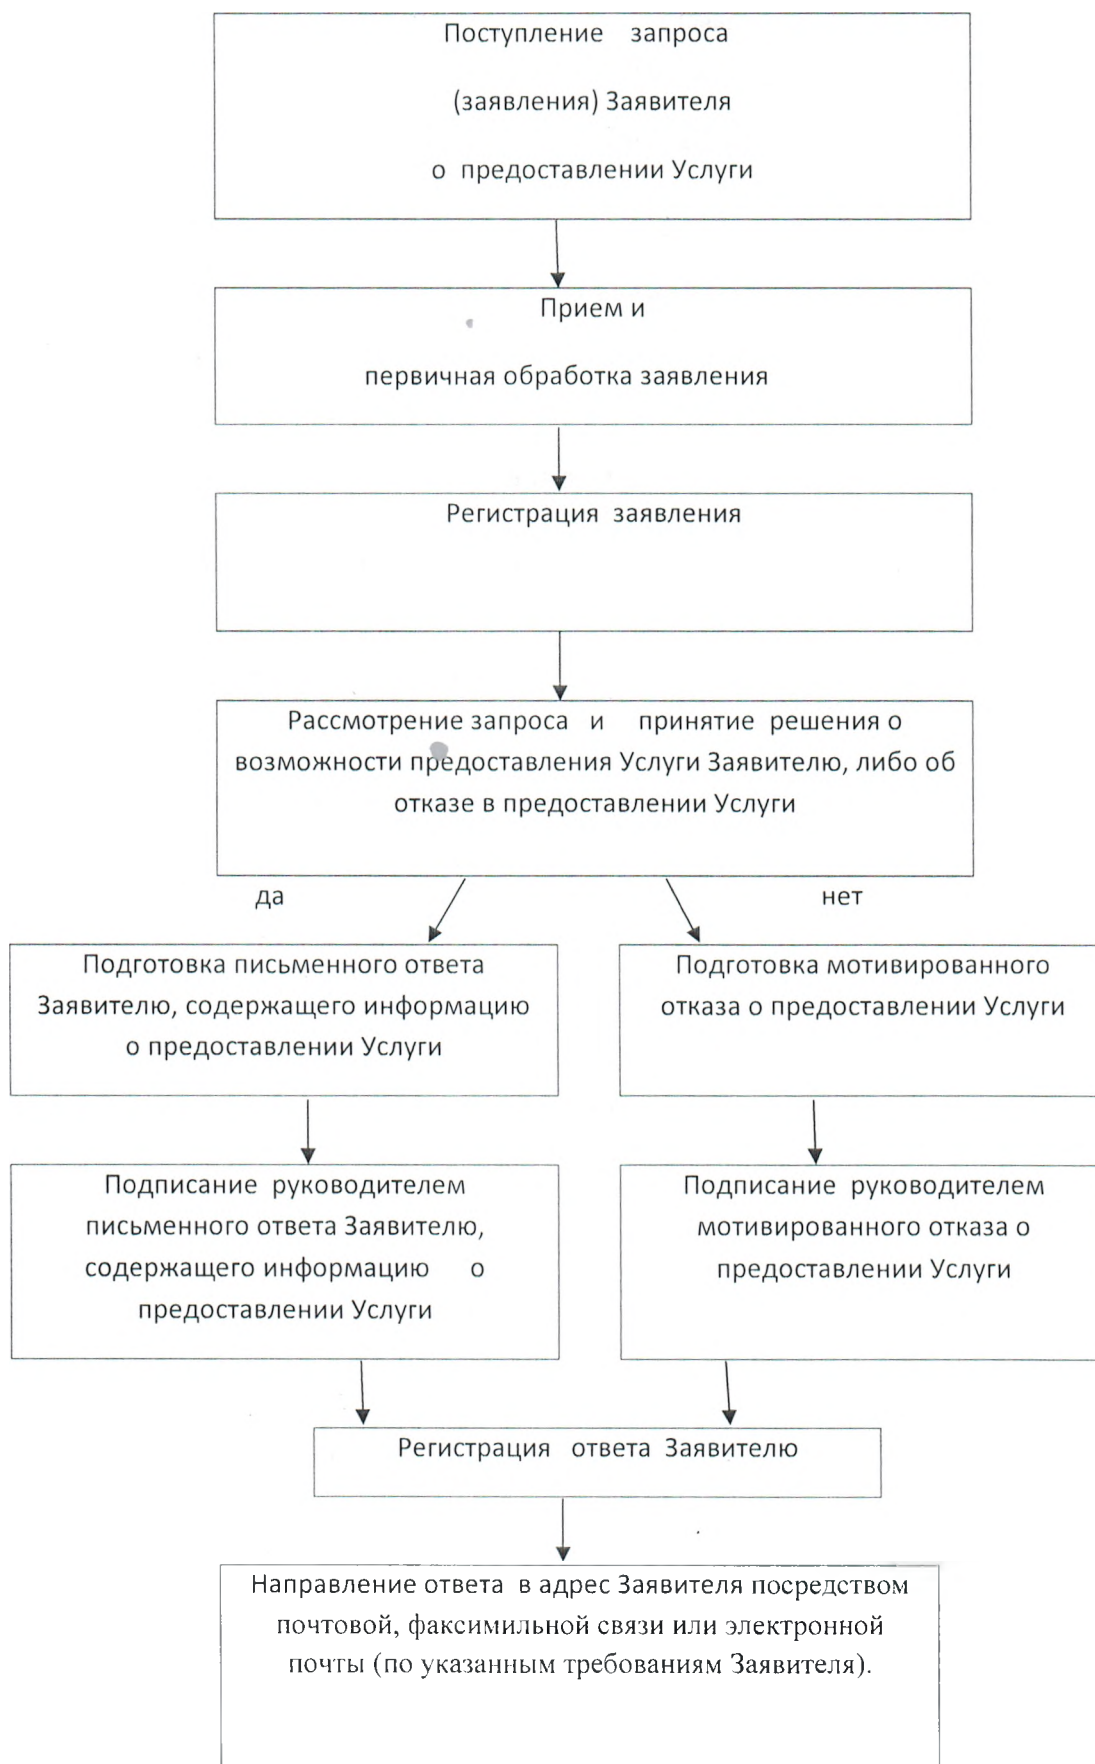 Поступление запроса
(заявления) Заявителя
о предоставлении Услуги
Прием и
первичная обработка заявления
Регистрация заявления
Рассмотрение запроса и принятие решения о
возможности предоставления Услуги Заявителю, либо об
отказе в предоставлении Услуги
да
нет
Подготовка письменного ответа
Заявителю, содержащего информацию
о предоставлении Услуги
Подготовка мотивированного
отказа о предоставлении Услуги
Подписание руководителем
письменного ответа Заявителю,
содержащего информацию о
предоставлении Услуги
Подписание руководителем
мотивированного отказа о
предоставлении Услуги
Регистрация ответа Заявителю
Направление ответа в адрес Заявителя посредством
почтовой, факсимильной связи или электронной
почты (по указанным требованиям Заявителя).